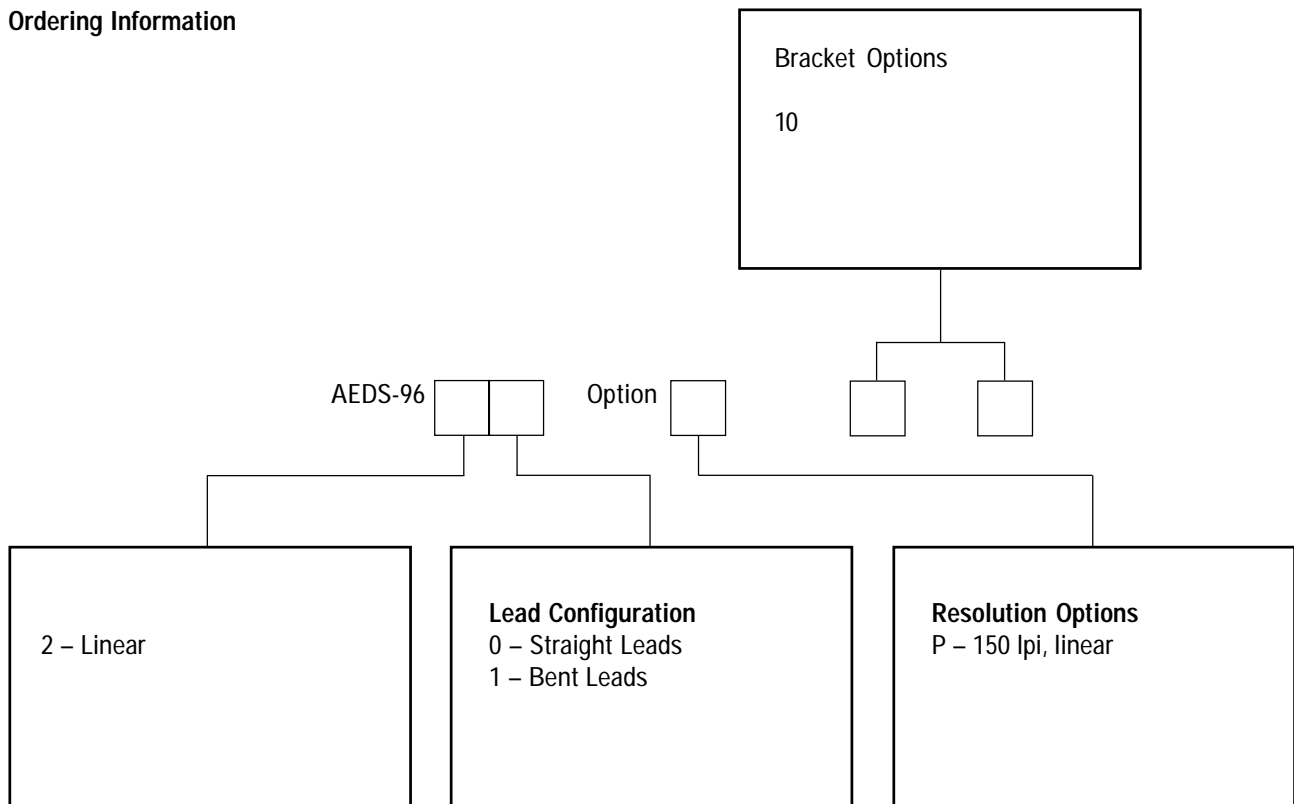 Ordering Information
Bracket Options
10
AEDS-96 Option
2 – Linear
Lead Configuration
0 – Straight Leads
1 – Bent Leads
Resolution Options
P – 150 lpi, linear